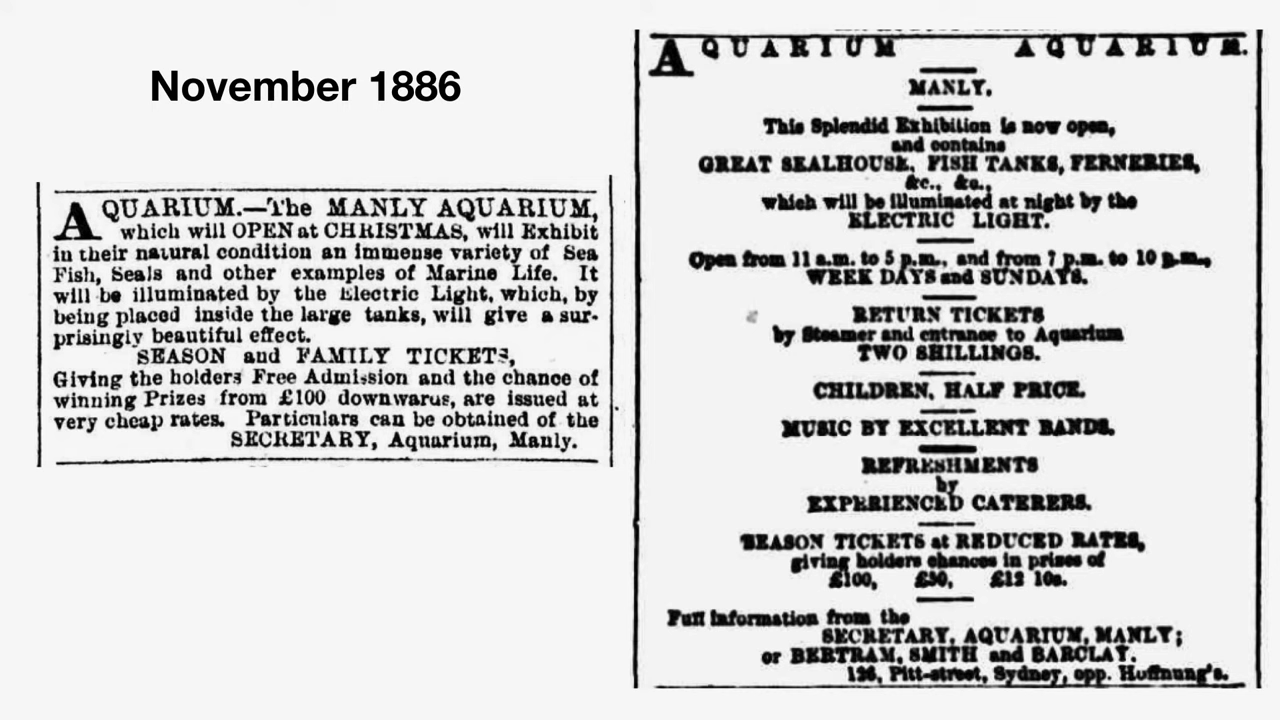 November 1886
AQUARIUM.—The MANLY AQUARIUM,
which will OPEN at CHRISTMAS, will Exhibit
in their natural condition an immense variety of Sea
Fish, Seals and other examples of Marine Life. It
will be illuminated by the Electric Light, which, by
being placed inside the large tanks, will give a sur-
prisingly beautiful effect.
SEASON and FAMILY TICKETS,
Giving the holders Free Admission and the chance of
winning Prizes from £100 downwards, are issued at
very cheap rates. Particulars can be obtained of the
SECRETARY, Aquarium, Manly.
AQUARIUM AQUARIUM.
MANLY.
This Splendid Exhibition is now open,
and contains
GREAT SEALHOUSE, FISH TANKS, FERNERIES,
&c., &c.,
which will be illuminated at night by the
ELECTRIC LIGHT.
Open from 11 a.m. to 5 p.m., and from 7 p.m. to 10 p.m.,
WEEK DAYS and SUNDAYS.
RETURN TICKETS
by Steamer and entrance to Aquarium
TWO SHILLINGS.
CHILDREN, HALF PRICE.
MUSIC BY EXCELLENT BANDS.
REFRESHMENTS
by
EXPERIENCED CATERERS.
SEASON TICKETS at REDUCED RATES,
giving holders chances in prizes of
£100, £50, £12 10s.
Full information from the
SECRETARY, AQUARIUM, MANLY;
or BERTRAM, SMITH and BARCLAY.
Pitt-street, Sydney, opp. Hoffnung's.